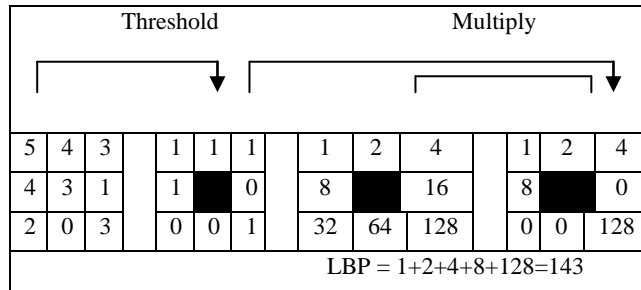 Threshold Multiply
5 4 3 1 1 1 1 2 4 1 2 4
4 3 1 1 0 8 16 8 0
2 0 3 0 0 1 32 64 128 0 0 128
LBP = 1+2+4+8+128=143